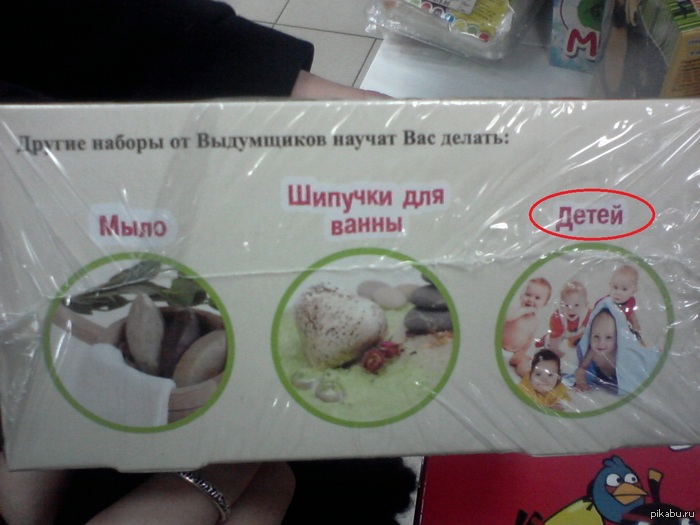 М
Другие наборы от Выдумщиков научат Вас делать:
Мыло
Шипучки для
ванны
Детей
pikabu.ru